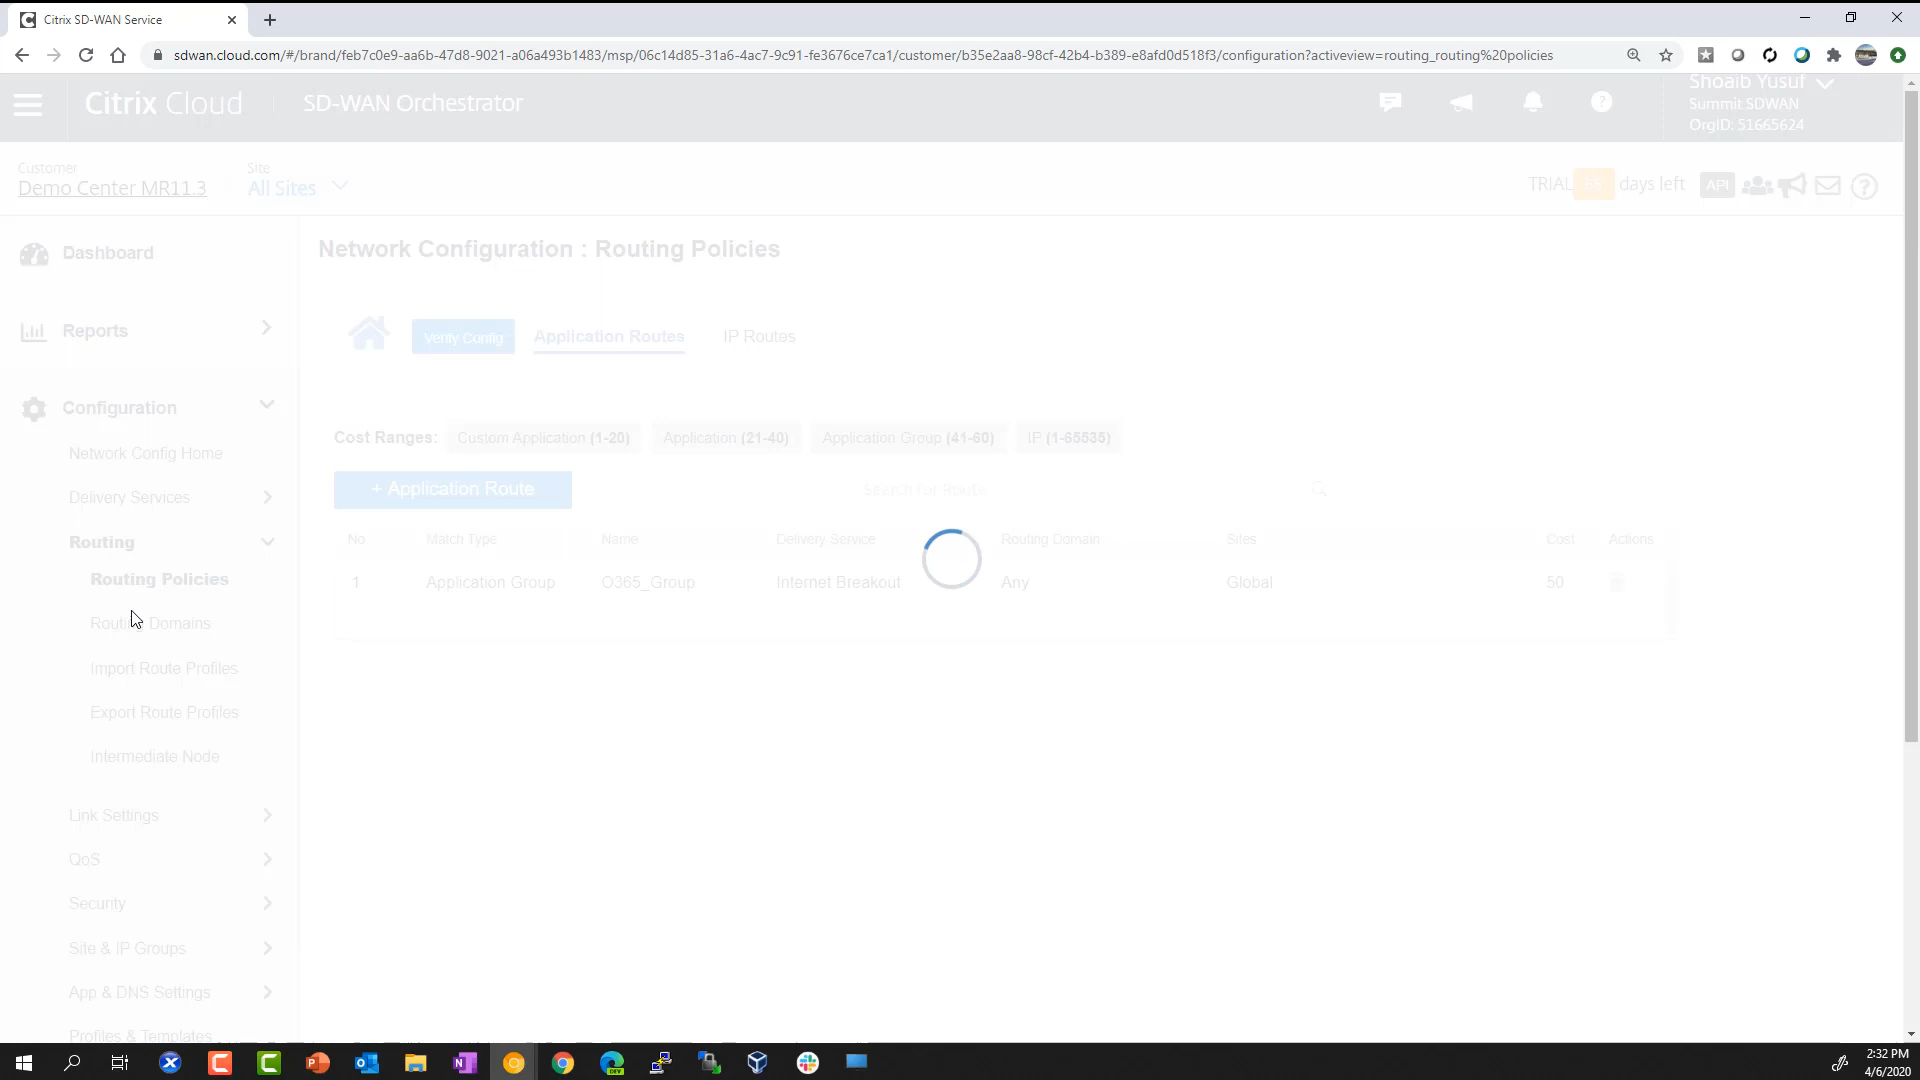 Citrix SD-WAN Service
sdwan.cloud.com/#/brand/feb7c0e9-aa6b-47d8-9021-a06a493b1483/msp/06c14d85-31a6-4ac7-9c91-fe3676ce7ca1/customer/b35e2aa8-98cf-42b4-b389-e8afd0d518f3/configuration?activeview=routing_routing%20policies
Citrix Cloud
SD-WAN Orchestrator
Shoaib Yusuf
Summit SDWAN
OrgID: 51665624
Customer
Demo Center MR11.3
Site
All Sites
TRIAL days left
API
Dashboard
Reports
Configuration
Network Config Home
Delivery Services
Routing
Routing Policies
Routing Domains
Import Route Profiles
Export Route Profiles
Intermediate Node
Link Settings
QoS
Security
Site & IP Groups
App & DNS Settings
Profiles & Templates
Network Configuration : Routing Policies
Verify Config
Application Routes
IP Routes
Cost Ranges: Custom Application (1-20) Application (21-40) Application Group (41-60) IP (1-65535)
+ Application Route
Search for Route
No Match Type Name Delivery Service Routing Domain Sites Cost Actions
1 Application Group O365_Group Internet Breakout Any Global 50
2:32 PM
4/6/2020